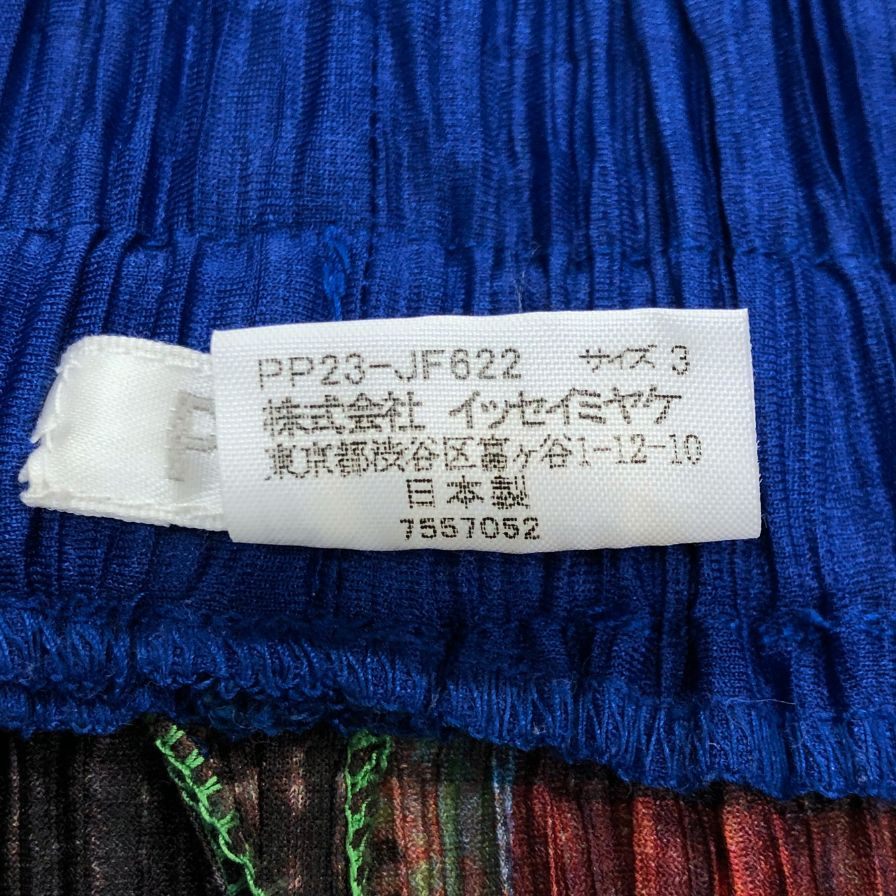 PP23-JF622 サイズ 3
株式会社 イッセイミヤケ
東京都渋谷区富ヶ谷1-12-10
日本製
7557052